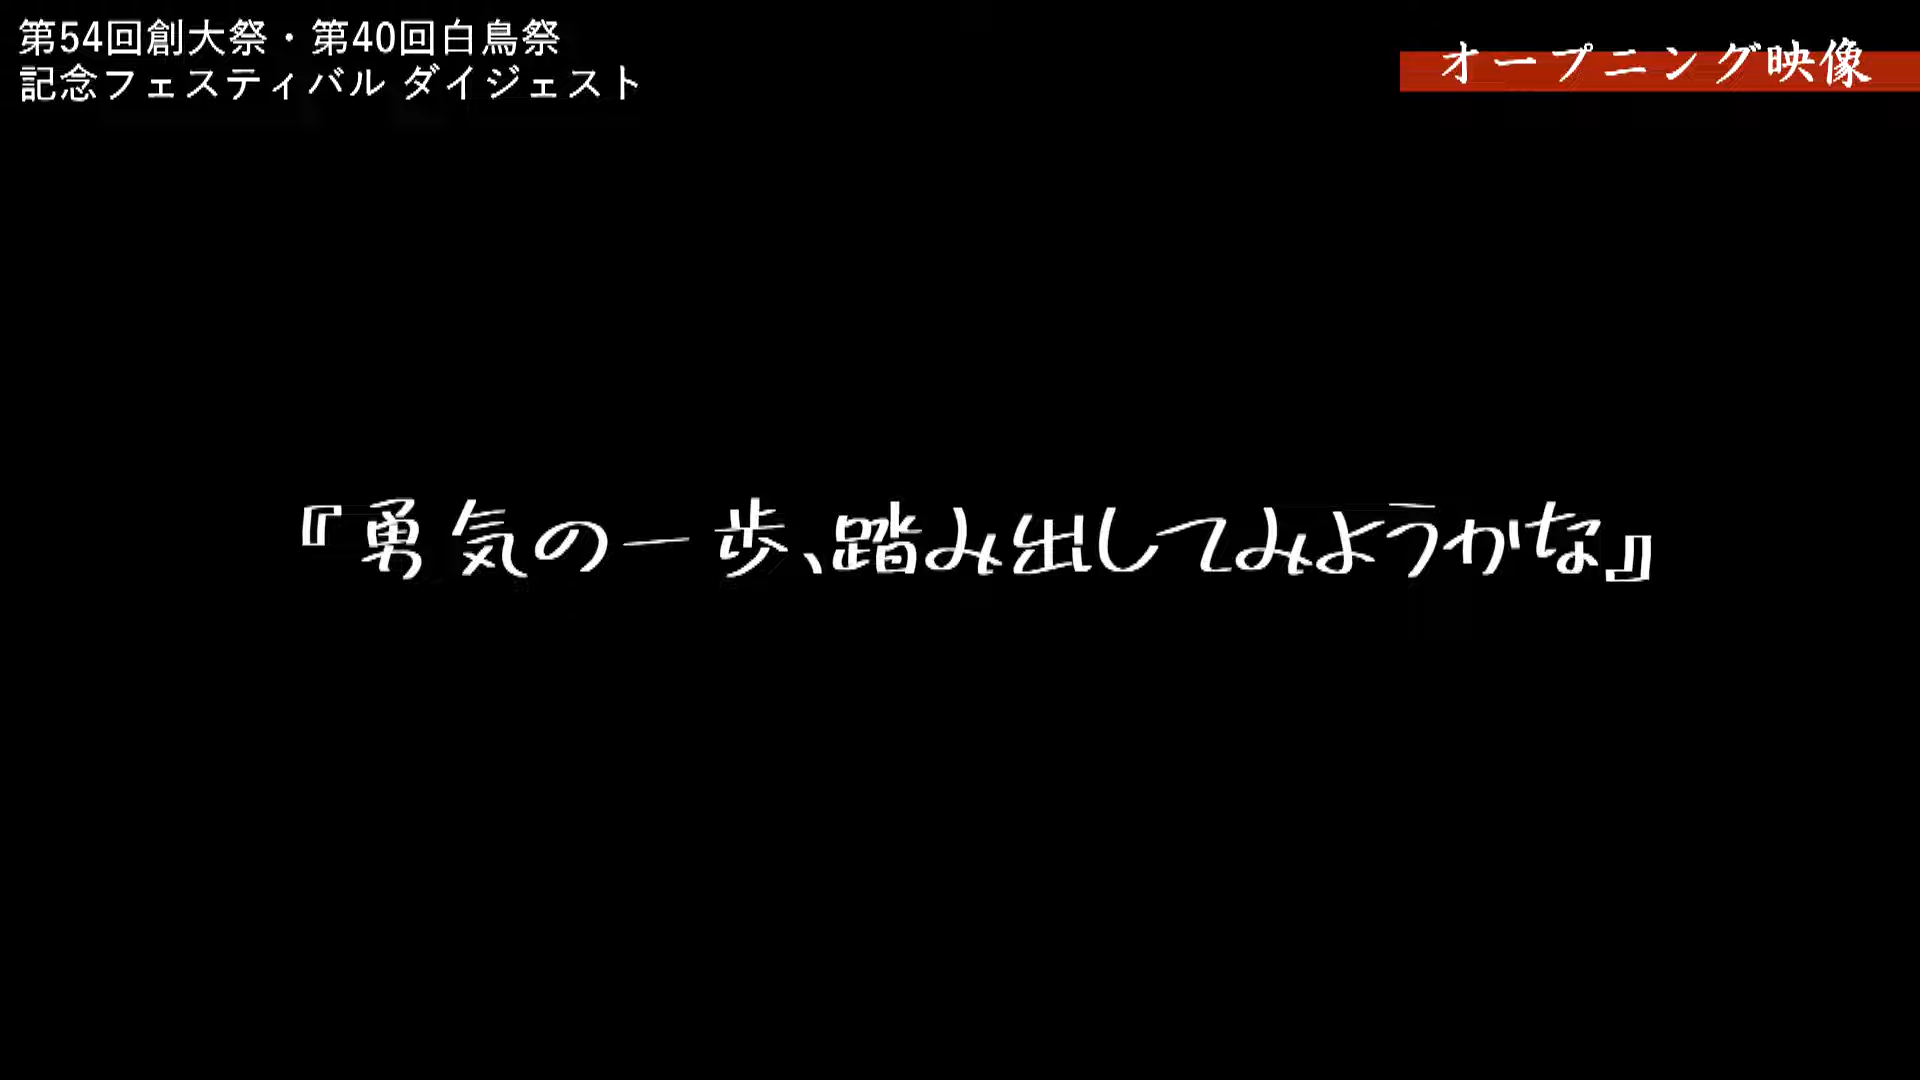 第54回創大祭・第40回白鳥祭
記念フェスティバル ダイジェスト
オープニング映像
『勇気の一歩、踏み出してみようかな』